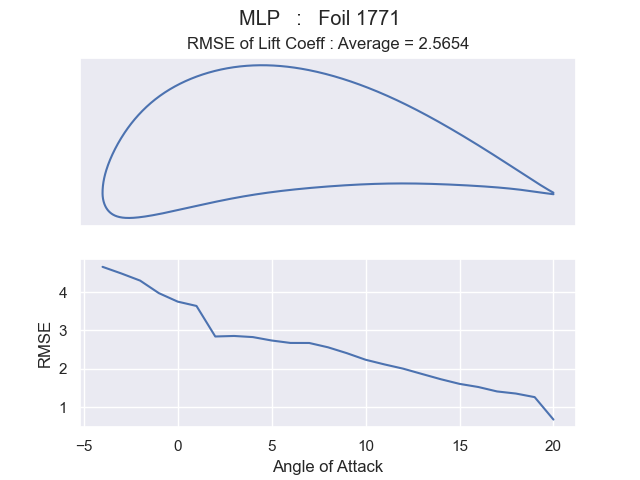 MLP : Foil 1771
RMSE of Lift Coeff : Average = 2.5654
4
3
2
1
RMSE
−5 0 5 10 15 20
Angle of Attack